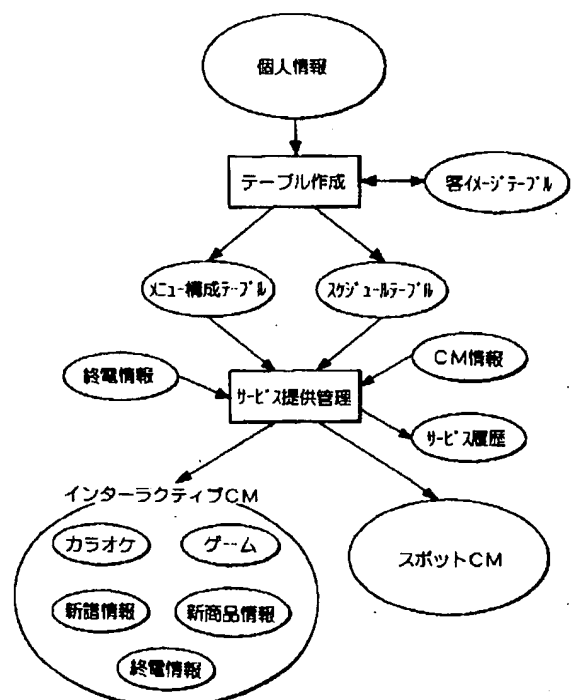 個人情報
テーブル作成
客イメージテーブル
メニュー構成テーブル
スケジュールテーブル
終電情報
CM情報
サービス提供管理
サービス履歴
インターラクティブCM
カラオケ
ゲーム
スポットCM
新譜情報
新商品情報
終電情報